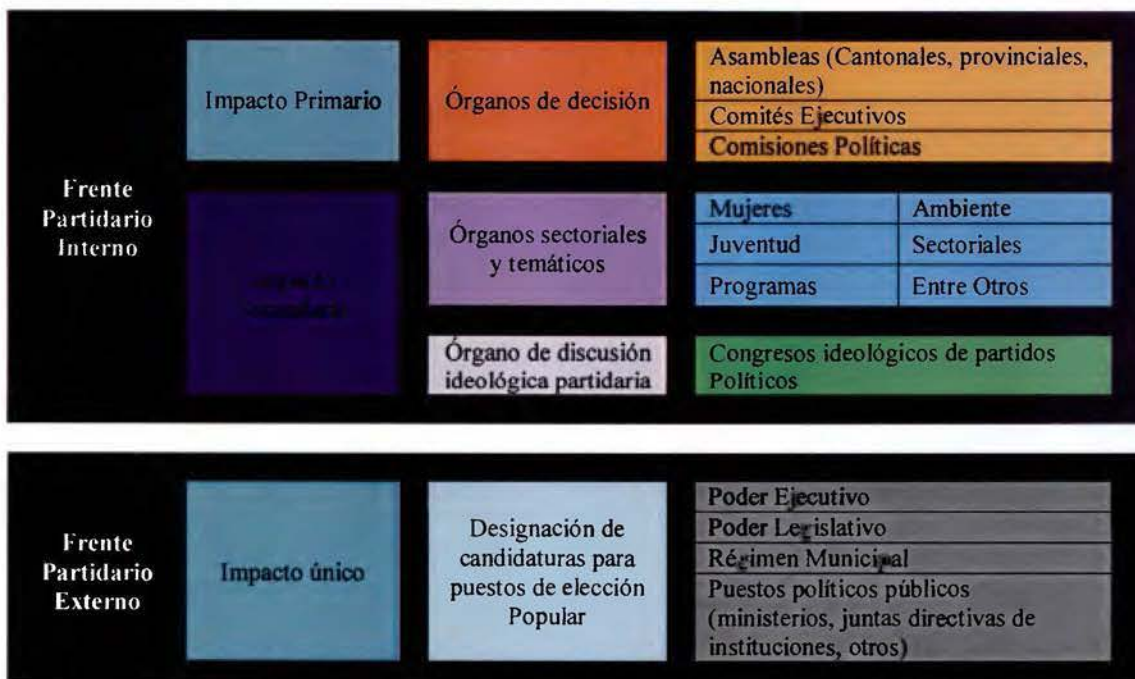 Frente
Partidario
Interno
Impacto Primario
Órganos de decisión
Asambleas (Cantonales, provinciales,
nacionales)
Comités Ejecutivos
Comisiones Políticas
Órganos sectoriales
y temáticos
Mujeres
Ambiente
Juventud
Sectoriales
Programas
Entre Otros
Órgano de discusión
ideológica partidaria
Congresos ideológicos de partidos
Políticos
Frente
Partidario
Externo
Impacto único
Designación de
candidaturas para
puestos de elección
Popular
Poder Ejecutivo
Poder Legislativo
Régimen Municipal
Puestos políticos públicos
(ministerios, juntas directivas de
instituciones, otros)